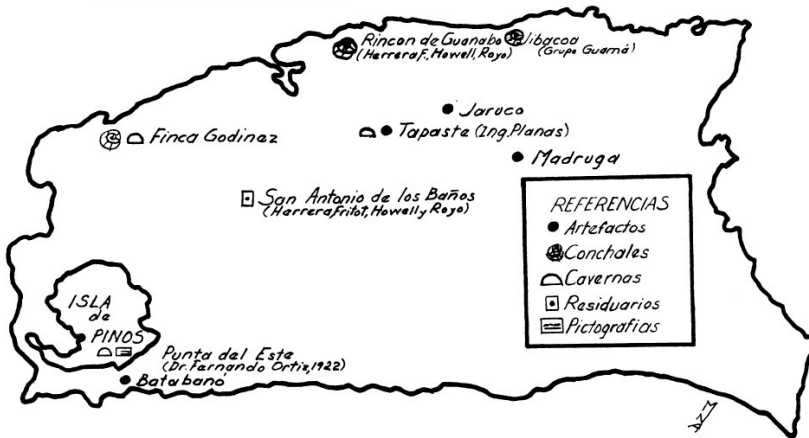 Rincon de Guanabo
(Herrera F., Howell, Royo)
Jibacoa
(Grupo Guamá)
Jaruco
Finca Godinez
Tapaste (Ing. Planas)
Madruga
San Antonio de los Baños
(Herrera, Fritot, Howell y Royo)
REFERENCIAS
Artefactos
Conchales
Cavernas
Residuarios
Pictografias
ISLA
de
PINOS
Punta del Este
(Dr. Fernando Ortiz, 1922)
Batabanó